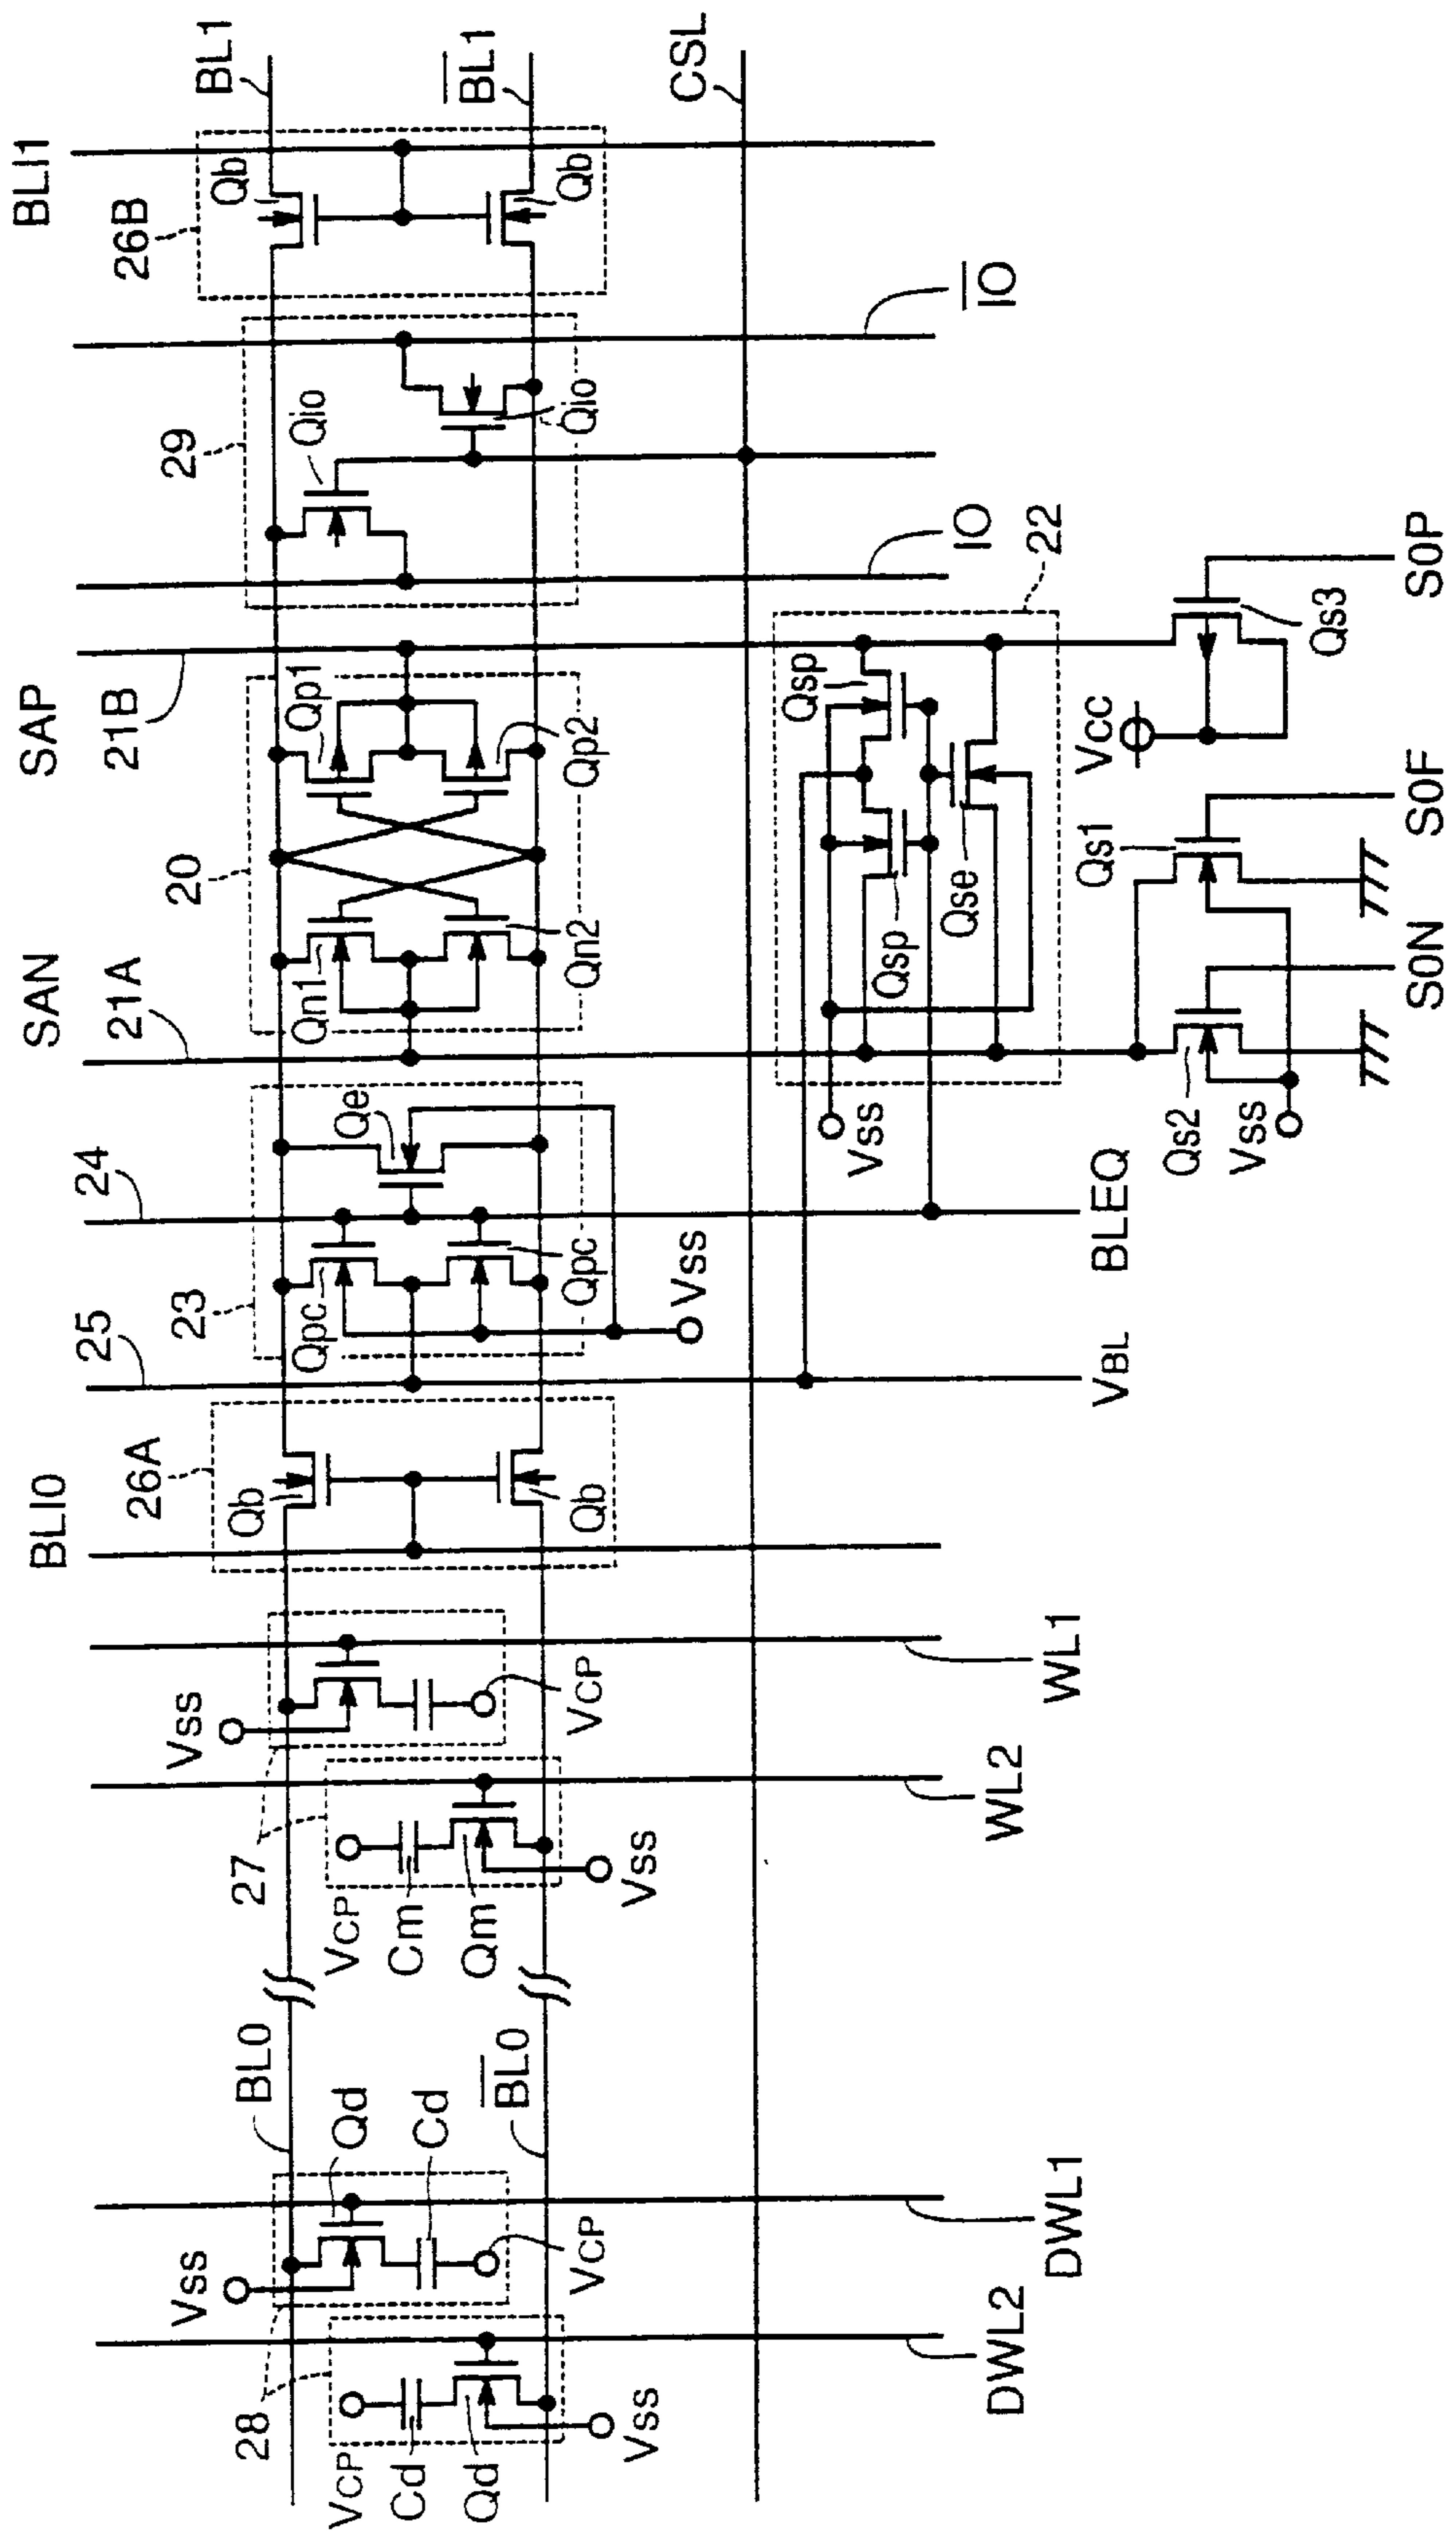 BLI1
BL1
BL1
CSL
26B
Qb
Qb
IO
29
Qio
Qio
IO
22
S0P
Qs3
Vcc
SAP
21B
Qp1
Qp2
Qsp
20
S0F
Qs1
Qsp
Qse
SAN
21A
Qn1
Qn2
S0N
Qs2
Vss
Vss
24
Qe
BLEQ
23
Qpc
Qpc
Vss
25
VBL
BLI0
26A
Qb
Qb
WL1
Vss
VCP
WL2
27
VCP
Cm
Qm
Vss
BL0
BL0
Qd
Cd
DWL1
Vss
VCP
DWL2
28
VCP
Cd
Qd
Vss